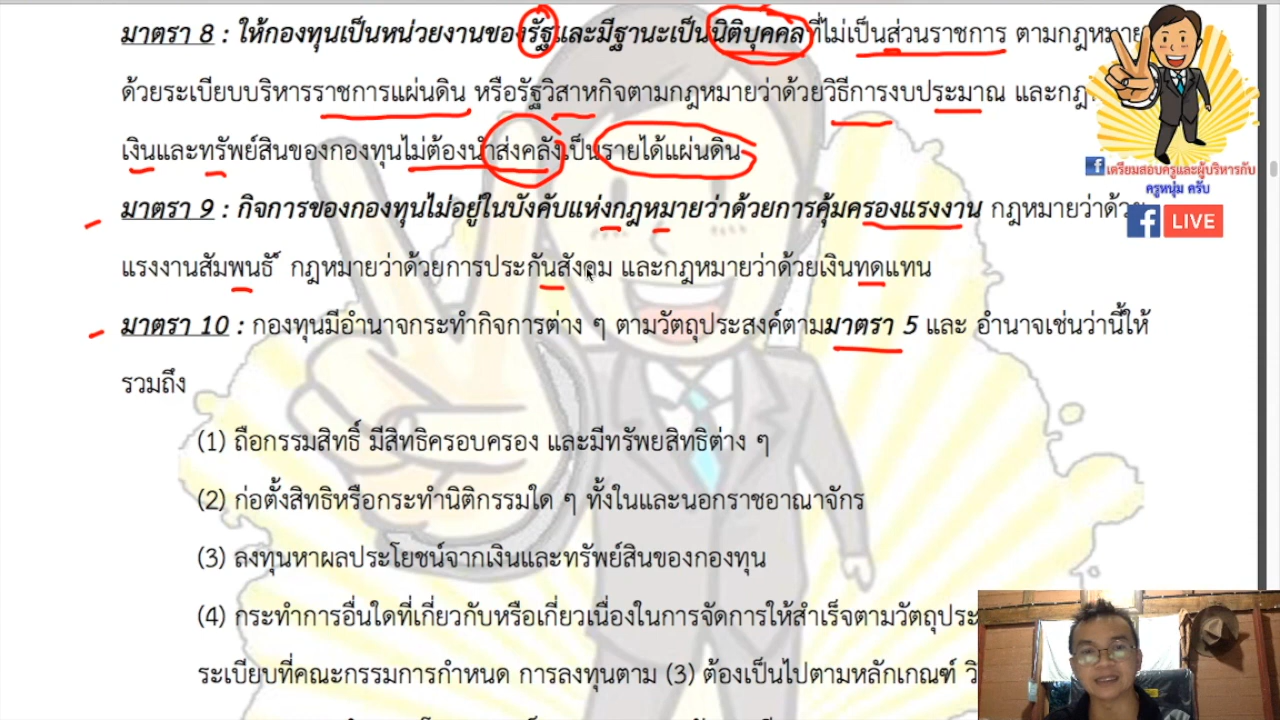 มาตรา 8 : ให้กองทุนเป็นหน่วยงานของรัฐและมีฐานะเป็นนิติบุคคลที่ไม่เป็นส่วนราชการ ตามกฎหมาย
ด้วยระเบียบบริหารราชการแผ่นดิน หรือรัฐวิสาหกิจตามกฎหมายว่าด้วยวิธีการงบประมาณ และ
เงินและทรัพย์สินของกองทุนไม่ต้องนำส่งคลังเป็นรายได้แผ่นดิน
เตรียมสอบครูและผู้บริหารกับ
ครูหนุ่ม ครับ
f LIVE
มาตรา 9 : กิจการของกองทุนไม่อยู่ในบังคับแห่งกฎหมายว่าด้วยการคุ้มครองแรงงาน กฎหมายว่าด้วย
แรงงานสัมพนธั กฎหมายว่าด้วยการประกันสังคม และกฎหมายว่าด้วยเงินทดแทน
มาตรา 10 : กองทุนมีอำนาจกระทำกิจการต่าง ๆ ตามวัตถุประสงค์ตามมาตรา 5 และ อำนาจเช่นว่านี้ให้
รวมถึง
(1) ถือกรรมสิทธิ์ มีสิทธิครอบครอง และมีทรัพยสิทธิต่าง ๆ
(2) ก่อตั้งสิทธิหรือกระทำนิติกรรมใด ๆ ทั้งในและนอกราชอาณาจักร
(3) ลงทุนหาผลประโยชน์จากเงินและทรัพย์สินของกองทุน
(4) กระทำการอื่นใดที่เกี่ยวกับหรือเกี่ยวเนื่องในการจัดการให้สำเร็จตามวัตถุประ
ระเบียบที่คณะกรรมการกำหนด การลงทุนตาม (3) ต้องเป็นไปตามหลักเกณฑ์